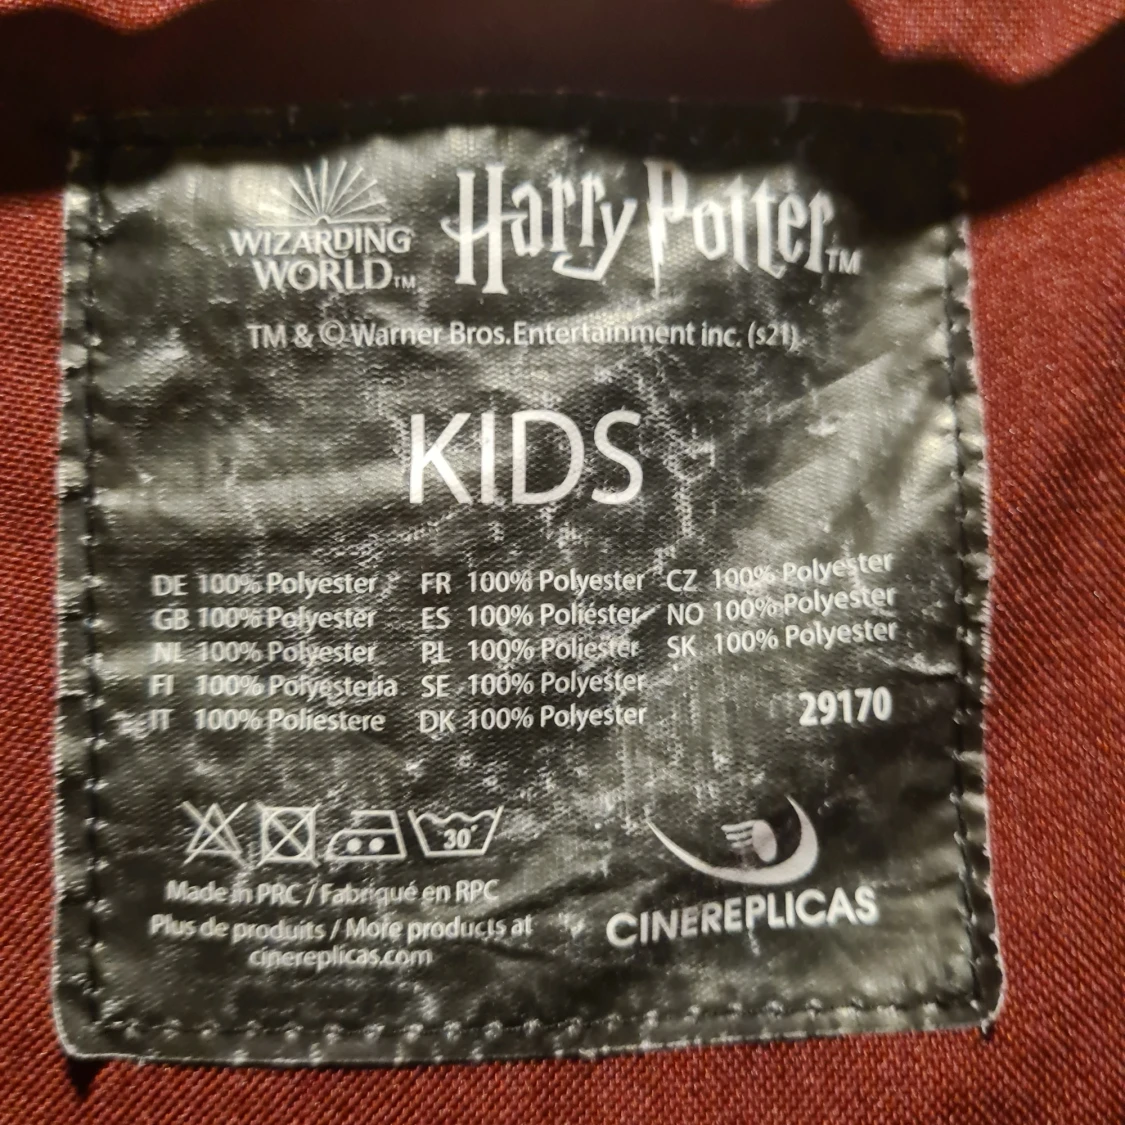 WIZARDING
WORLD™
Harry Potter™
TM & © Warner Bros. Entertainment inc. (s21).
KIDS
DE 100% Polyester
GB 100% Polyester
NL 100% Polyester
FI 100% Polyesteria
IT 100% Poliestere
FR 100% Polyester
ES 100% Poliéster
PL 100% Poliester
SE 100% Polyester
DK 100% Polyester
CZ 100% Polyester
NO 100% Polyester
SK 100% Polyester
29170
30°
Made in PRC / Fabriqué en RPC
Plus de produits / More products at
cinereplicas.com
CINEREPLICAS